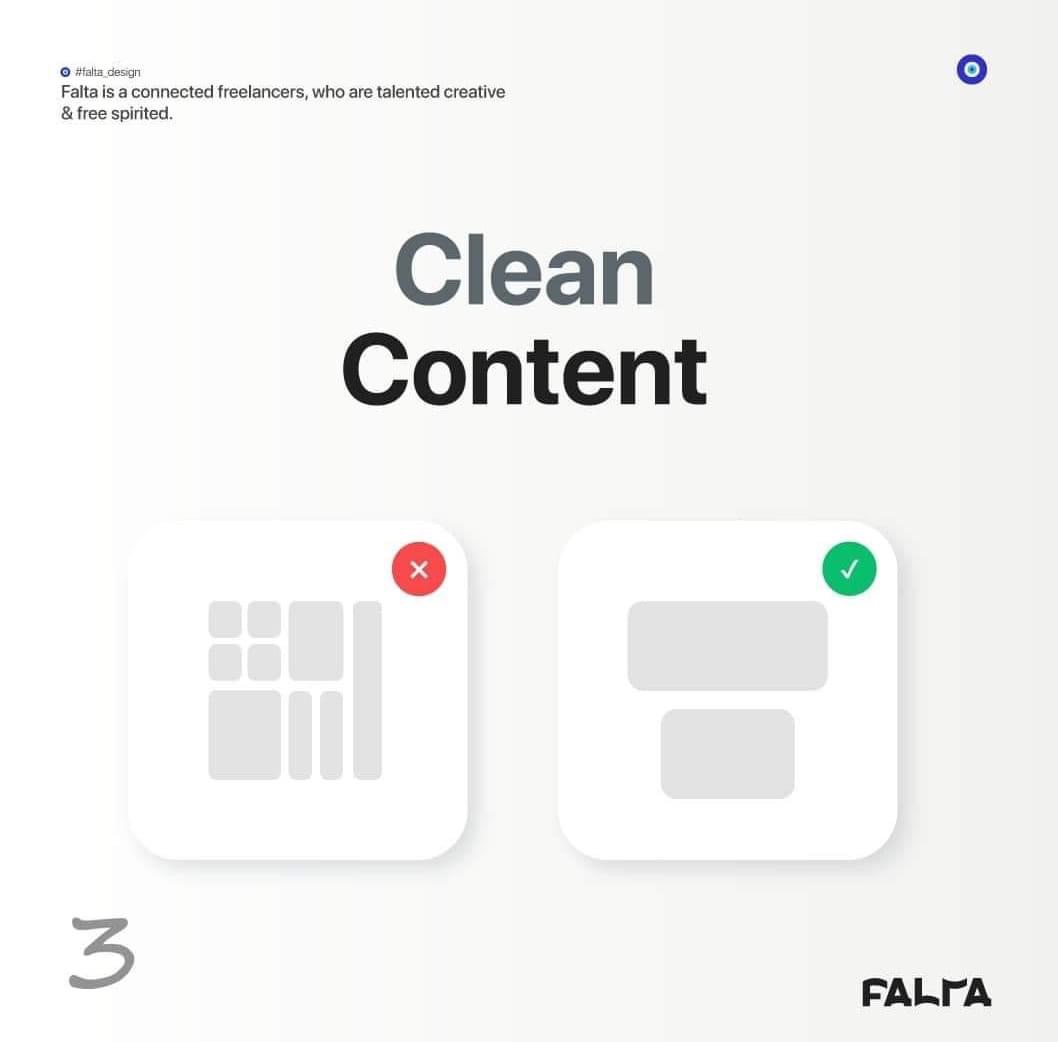 #falta_design
Falta is a connected freelancers, who are talented creative
& free spirited.
Clean
Content
3
FALTA